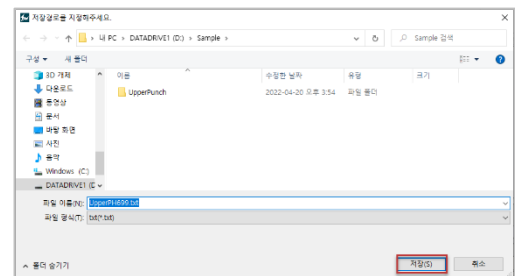 저장경로를 지정해주세요.
내 PC > DATADRIVE1 (D:) > Sample >
Sample 검색
구성 새 폴더
이름 수정한 날짜 유형 크기
3D 개체
다운로드
동영상
문서
바탕 화면
사진
음악
Windows (C:)
DATADRIVE1 (D
UpperPunch 2022-04-20 오후 3:54 파일 폴더
파일 이름(N): UpperPH699.txt
파일 형식(T): txt(*.txt)
폴더 숨기기
저장(S) 취소